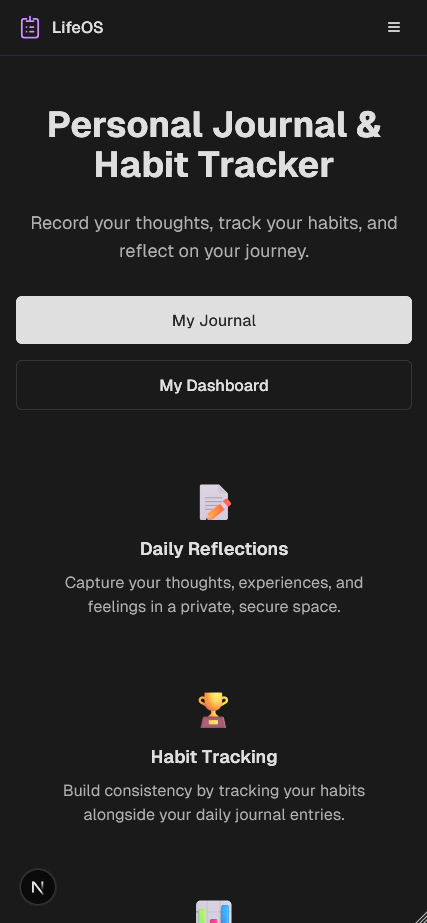 LifeOS
Personal Journal &
Habit Tracker
Record your thoughts, track your habits, and
reflect on your journey.
My Journal
My Dashboard
Daily Reflections
Capture your thoughts, experiences, and
feelings in a private, secure space.
Habit Tracking
Build consistency by tracking your habits
alongside your daily journal entries.
N